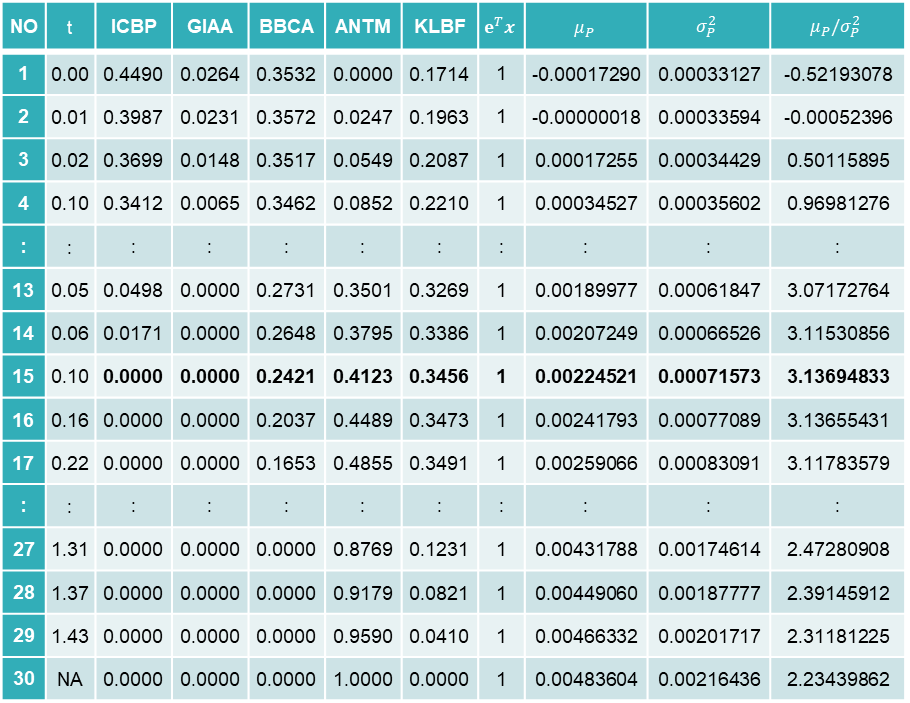 NO t ICBP GIAA BBCA ANTM KLBF eᵀx μ_P σ²_P μ_P/σ²_P
1 0.00 0.4490 0.0264 0.3532 0.0000 0.1714 1 -0.00017290 0.00033127 -0.52193078
2 0.01 0.3987 0.0231 0.3572 0.0247 0.1963 1 -0.00000018 0.00033594 -0.00052396
3 0.02 0.3699 0.0148 0.3517 0.0549 0.2087 1 0.00017255 0.00034429 0.50115895
4 0.10 0.3412 0.0065 0.3462 0.0852 0.2210 1 0.00034527 0.00035602 0.96981276
: : : : : : : : : : :
13 0.05 0.0498 0.0000 0.2731 0.3501 0.3269 1 0.00189977 0.00061847 3.07172764
14 0.06 0.0171 0.0000 0.2648 0.3795 0.3386 1 0.00207249 0.00066526 3.11530856
15 0.10 0.0000 0.0000 0.2421 0.4123 0.3456 1 0.00224521 0.00071573 3.13694833
16 0.16 0.0000 0.0000 0.2037 0.4489 0.3473 1 0.00241793 0.00077089 3.13655431
17 0.22 0.0000 0.0000 0.1653 0.4855 0.3491 1 0.00259066 0.00083091 3.11783579
: : : : : : : : : : :
27 1.31 0.0000 0.0000 0.0000 0.8769 0.1231 1 0.00431788 0.00174614 2.47280908
28 1.37 0.0000 0.0000 0.0000 0.9179 0.0821 1 0.00449060 0.00187777 2.39145912
29 1.43 0.0000 0.0000 0.0000 0.9590 0.0410 1 0.00466332 0.00201717 2.31181225
30 NA 0.0000 0.0000 0.0000 1.0000 0.0000 1 0.00483604 0.00216436 2.23439862